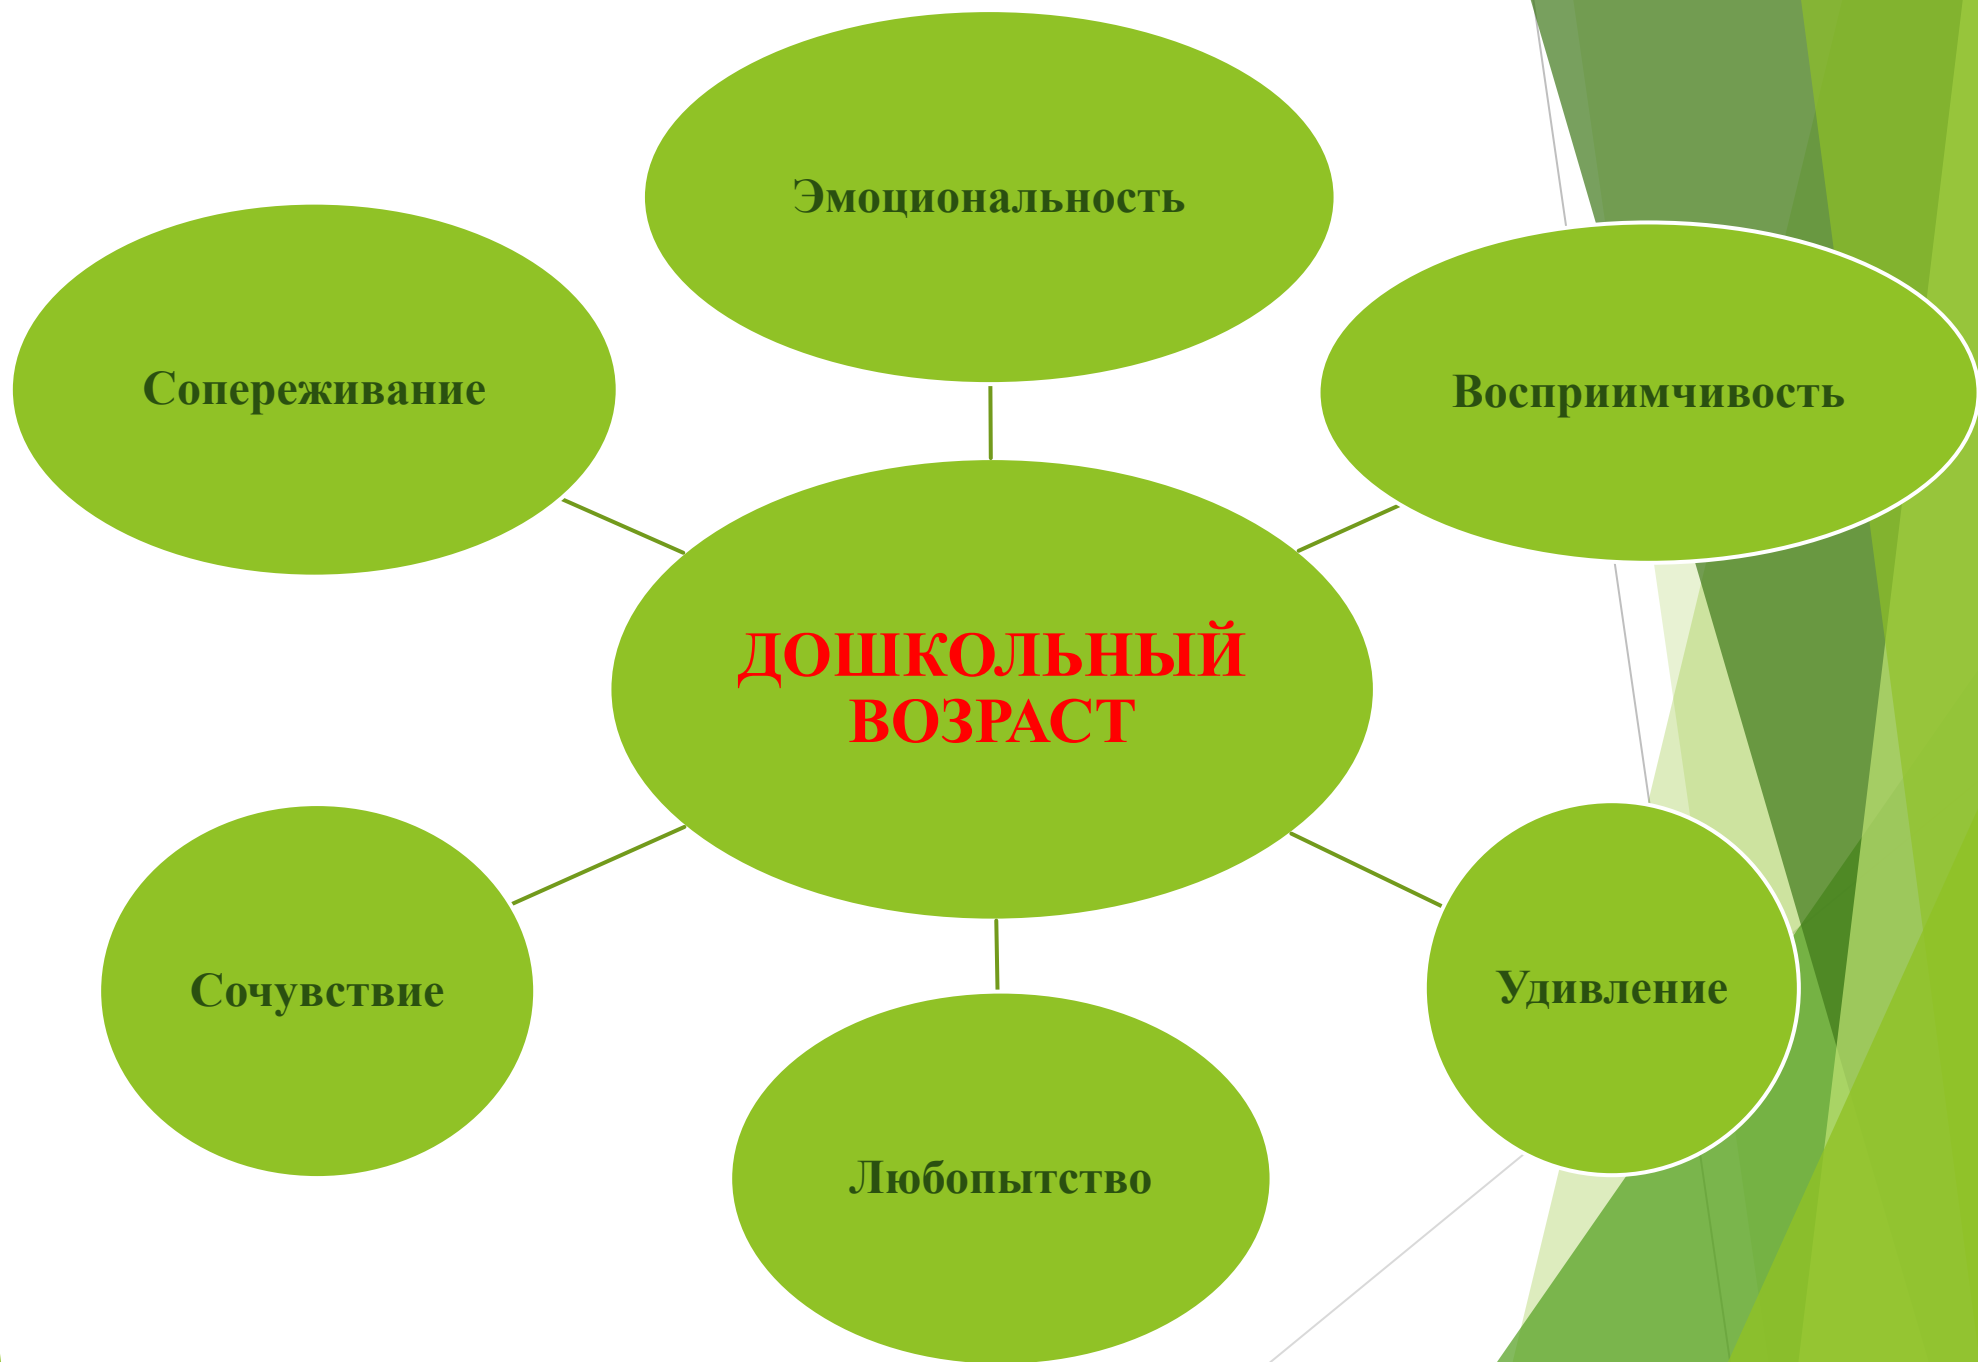 Эмоциональность
Сопереживание
Восприимчивость
ДОШКОЛЬНЫЙ
ВОЗРАСТ
Сочувствие
Удивление
Любопытство